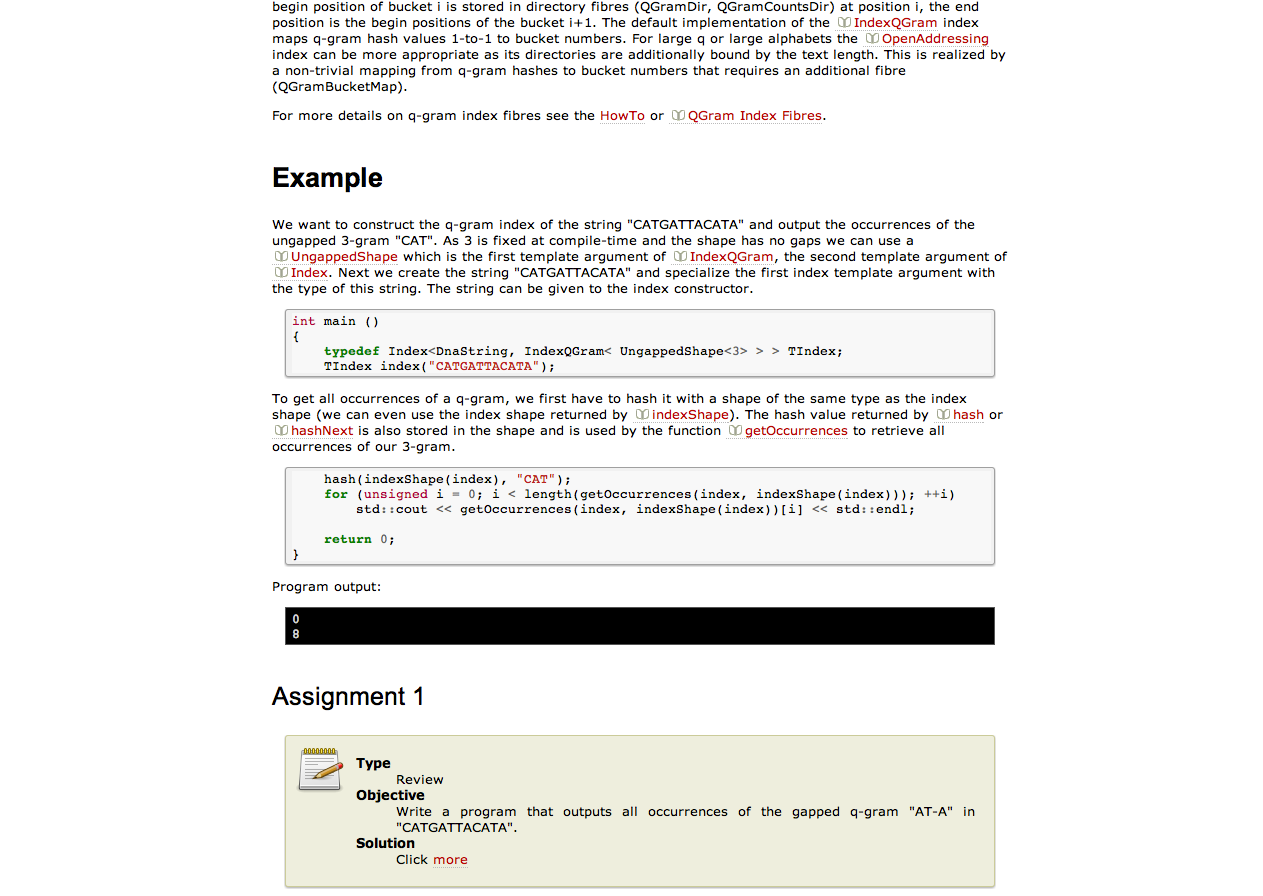 begin position of bucket i is stored in directory fibres (QGramDir, QGramCountsDir) at position i, the end
position is the begin positions of the bucket i+1. The default implementation of the IndexQGram index
maps q-gram hash values 1-to-1 to bucket numbers. For large q or large alphabets the OpenAddressing
index can be more appropriate as its directories are additionally bound by the text length. This is realized by
a non-trivial mapping from q-gram hashes to bucket numbers that requires an additional fibre
(QGramBucketMap).
For more details on q-gram index fibres see the HowTo or QGram Index Fibres.
Example
We want to construct the q-gram index of the string "CATGATTACATA" and output the occurrences of the
ungapped 3-gram "CAT". As 3 is fixed at compile-time and the shape has no gaps we can use a
UngappedShape which is the first template argument of IndexQGram, the second template argument of
Index. Next we create the string "CATGATTACATA" and specialize the first index template argument with
the type of this string. The string can be given to the index constructor.
int main ()
{
    typedef Index<DnaString, IndexQGram< UngappedShape<3> > > TIndex;
    TIndex index("CATGATTACATA");
To get all occurrences of a q-gram, we first have to hash it with a shape of the same type as the index
shape (we can even use the index shape returned by indexShape). The hash value returned by hash or
hashNext is also stored in the shape and is used by the function getOccurrences to retrieve all
occurrences of our 3-gram.
    hash(indexShape(index), "CAT");
    for (unsigned i = 0; i < length(getOccurrences(index, indexShape(index))); ++i)
        std::cout << getOccurrences(index, indexShape(index))[i] << std::endl;
    return 0;
}
Program output:
0
8
Assignment 1
Type
Review
Objective
Write a program that outputs all occurrences of the gapped q-gram "AT-A" in
"CATGATTACATA".
Solution
Click more